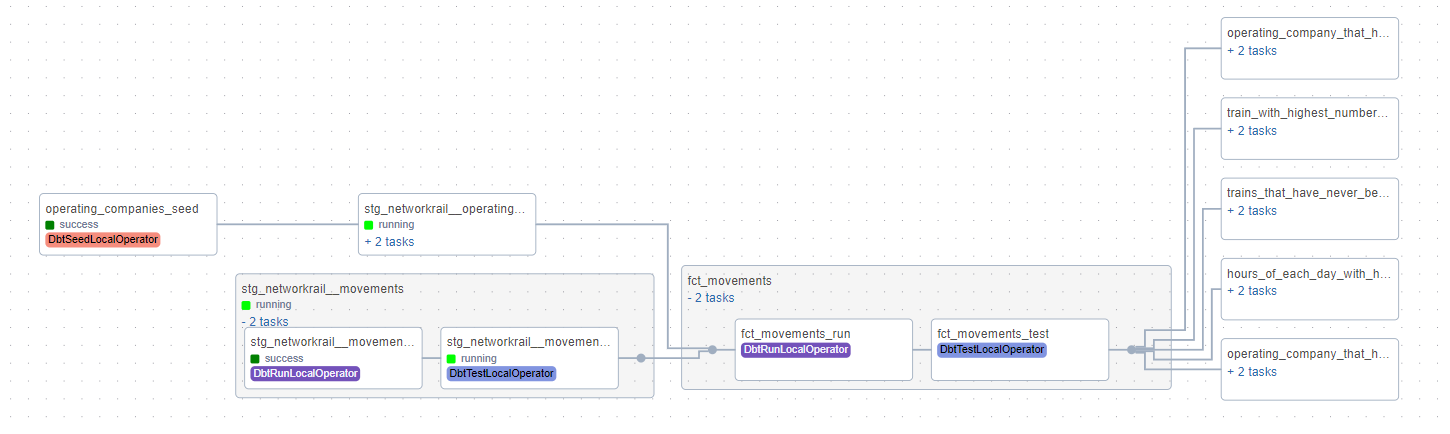 operating_companies_seed
success
DbtSeedLocalOperator
stg_networkrail__operating...
running
+ 2 tasks
stg_networkrail__movements
running
- 2 tasks
stg_networkrail__movemen...
success
DbtRunLocalOperator
stg_networkrail__movemen...
running
DbtTestLocalOperator
fct_movements
- 2 tasks
fct_movements_run
DbtRunLocalOperator
fct_movements_test
DbtTestLocalOperator
operating_company_that_h...
+ 2 tasks
train_with_highest_number...
+ 2 tasks
trains_that_have_never_be...
+ 2 tasks
hours_of_each_day_with_h...
+ 2 tasks
operating_company_that_h...
+ 2 tasks